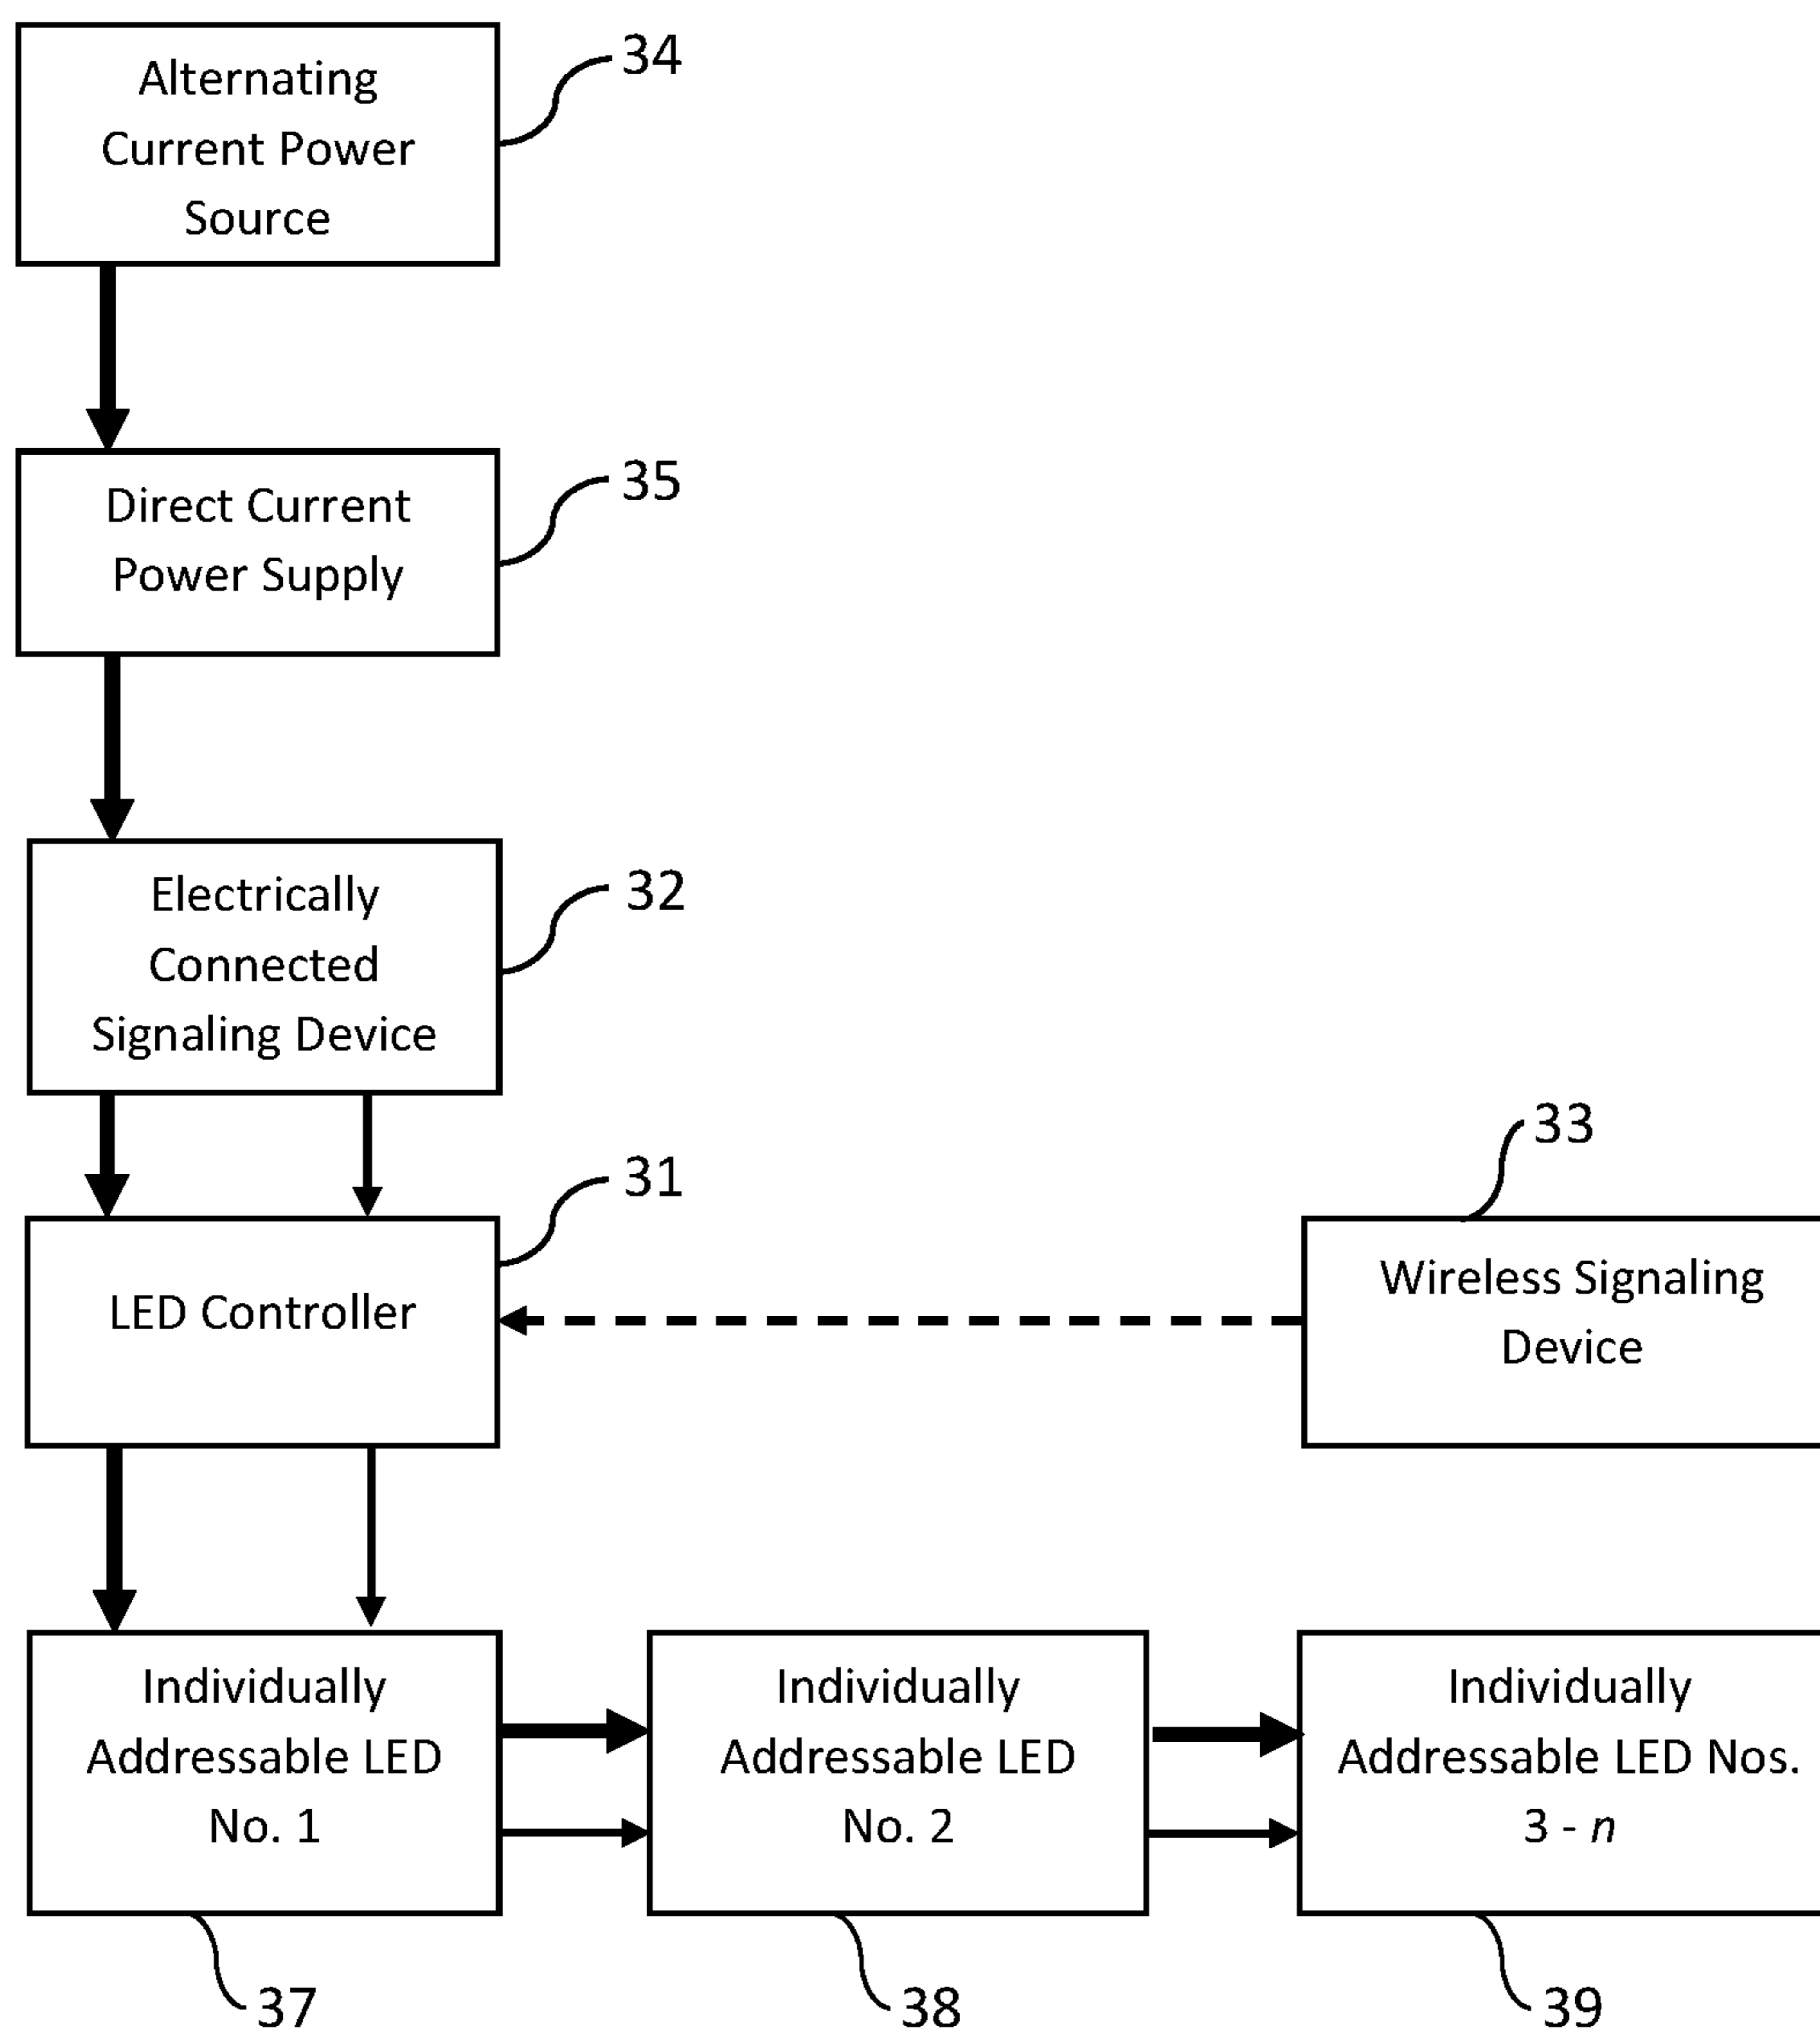 Alternating
Current Power
Source
34
Direct Current
Power Supply
35
Electrically
Connected
Signaling Device
32
LED Controller
31
Wireless Signaling
Device
33
Individually
Addressable LED
No. 1
37
Individually
Addressable LED
No. 2
38
Individually
Addressable LED Nos.
3 - n
39